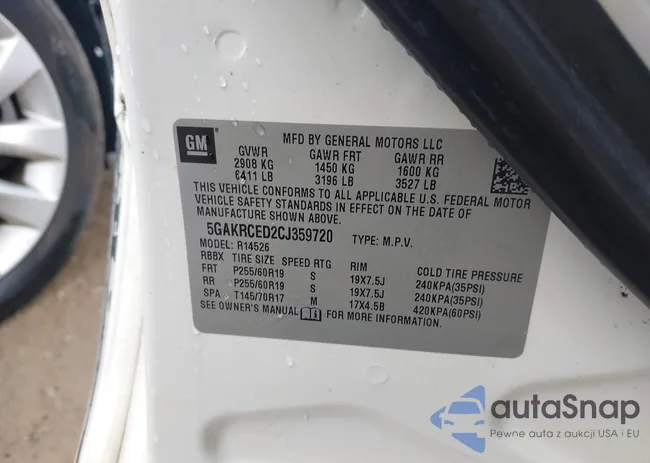 GM
MFD BY GENERAL MOTORS LLC
GVWR GAWR FRT GAWR RR
2908 KG 1450 KG 1600 KG
6411 LB 3196 LB 3527 LB
THIS VEHICLE CONFORMS TO ALL APPLICABLE U.S. FEDERAL MOTOR
VEHICLE SAFETY STANDARDS IN EFFECT ON THE DATE OF
MANUFACTURE SHOWN ABOVE.
5GAKRCED2CJ359720 TYPE: M.P.V.
MODEL: R14526
RBBX TIRE SIZE SPEED RTG RIM COLD TIRE PRESSURE
FRT P255/60R19 S 19X7.5J 240KPA(35PSI)
RR P255/60R19 S 19X7.5J 240KPA(35PSI)
SPA T145/70R17 M 17X4.5B 420KPA(60PSI)
SEE OWNER'S MANUAL FOR MORE INFORMATION.
autaSnap
Pewne auta z aukcji USA i EU